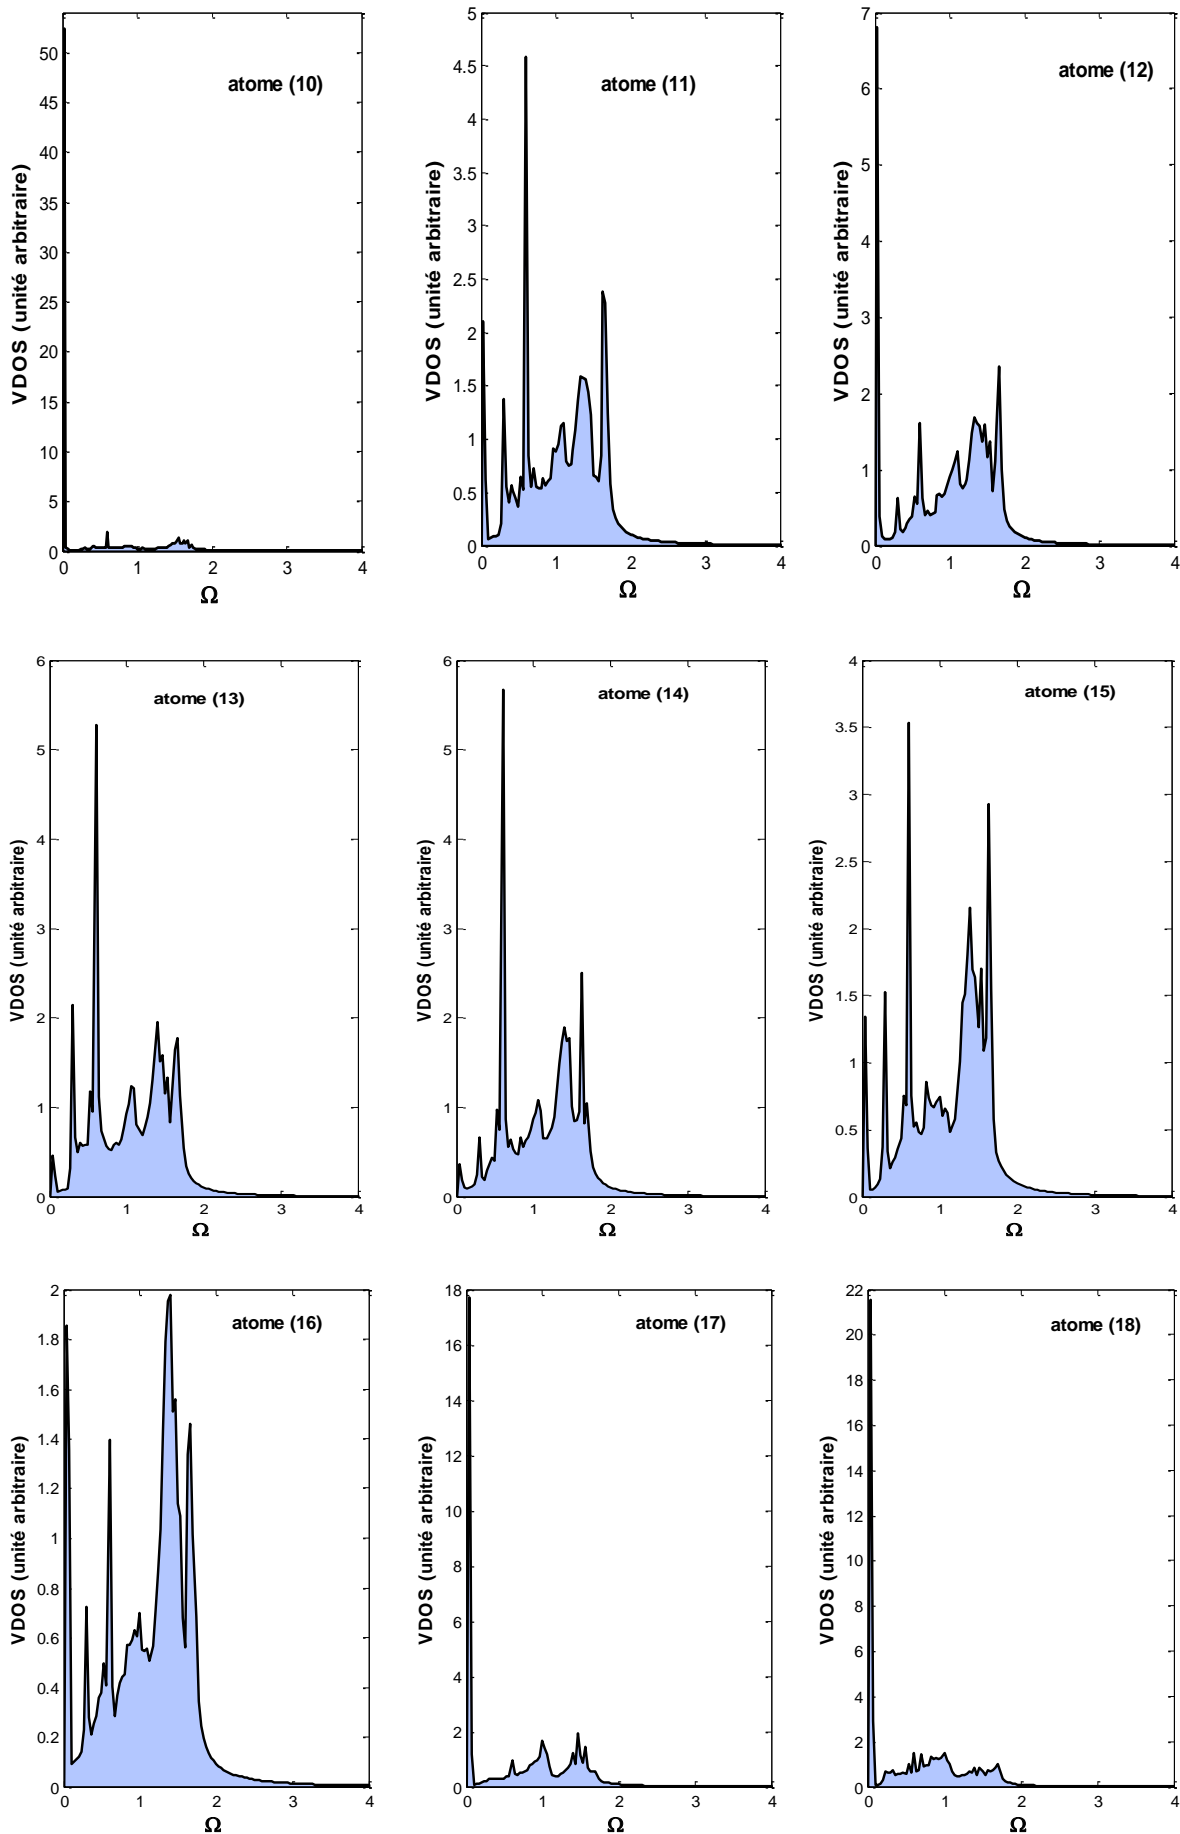 atome (10)
VDOS (unité arbitraire)
50
45
40
35
30
25
20
15
10
5
0
0 1 2 3 4
Ω
atome (11)
VDOS (unité arbitraire)
5
4.5
4
3.5
3
2.5
2
1.5
1
0.5
0
0 1 2 3 4
Ω
atome (12)
VDOS (unité arbitraire)
7
6
5
4
3
2
1
0
0 1 2 3 4
Ω
atome (13)
VDOS (unité arbitraire)
6
5
4
3
2
1
0
0 1 2 3 4
Ω
atome (14)
VDOS (unité arbitraire)
6
5
4
3
2
1
0
0 1 2 3 4
Ω
atome (15)
VDOS (unité arbitraire)
4
3.5
3
2.5
2
1.5
1
0.5
0
0 1 2 3 4
Ω
atome (16)
VDOS (unité arbitraire)
2
1.8
1.6
1.4
1.2
1
0.8
0.6
0.4
0.2
0
0 1 2 3 4
Ω
atome (17)
VDOS (unité arbitraire)
18
16
14
12
10
8
6
4
2
0
0 1 2 3 4
Ω
atome (18)
VDOS (unité arbitraire)
22
20
18
16
14
12
10
8
6
4
2
0
0 1 2 3 4
Ω